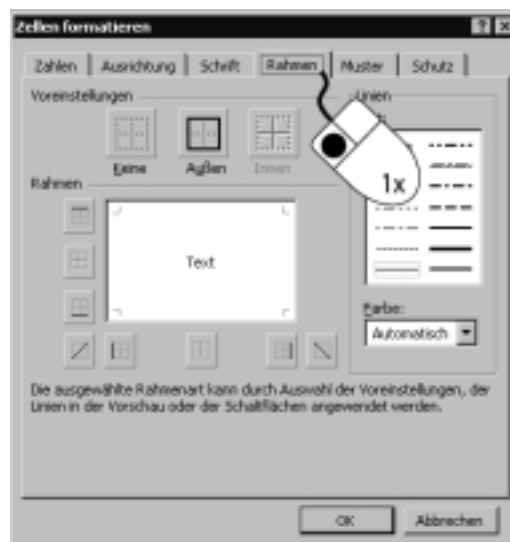 Zellen formatieren
Zahlen Ausrichtung Schrift Rahmen Muster Schutz
Voreinstellungen
Linien
Keine Außen Innen
1x
Rahmen
Text
Farbe:
Automatisch
Die ausgewählte Rahmenart kann durch Auswahl der Voreinstellungen, der
Linien in der Vorschau oder der Schaltflächen angewendet werden.
OK Abbrechen